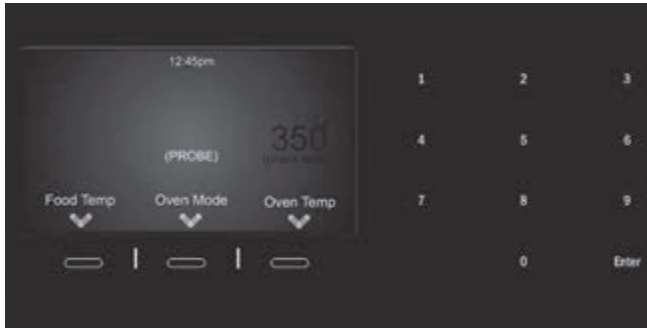 12:45pm
350
(PROBE)
Food Temp Oven Mode Oven Temp
1 2 3
4 5 6
7 8 9
0 Enter